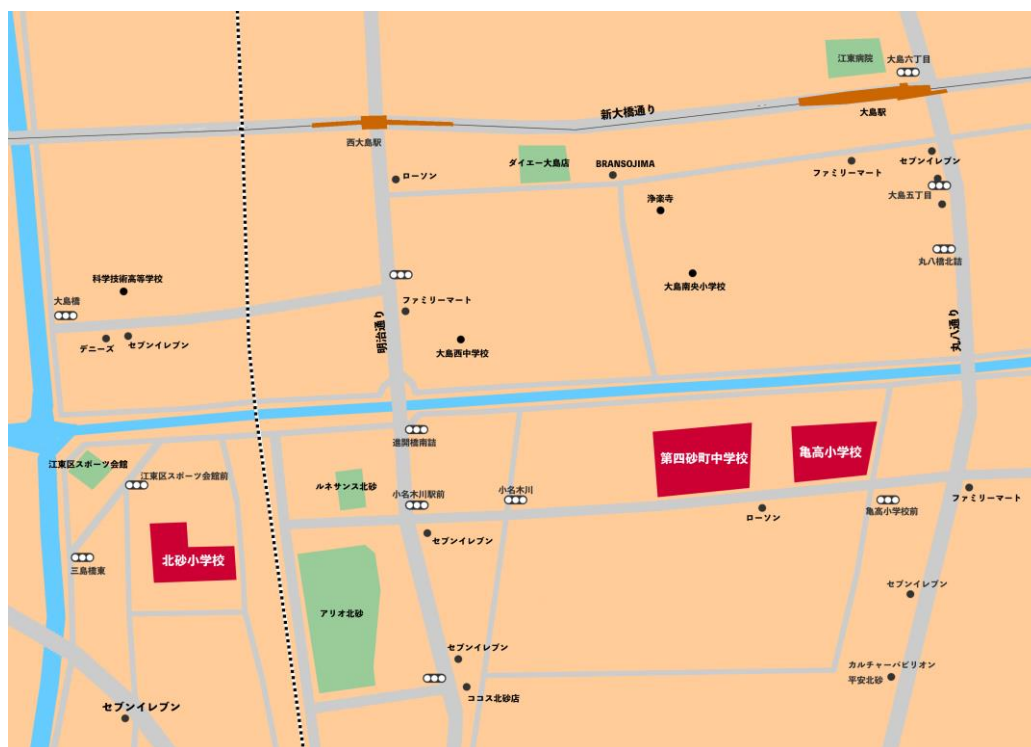 江東病院
大島六丁目
新大橋通り
大島駅
西大島駅
ダイエー大島店
BRANSOJIMA
セブンイレブン
ファミリーマート
ローソン
大島五丁目
浄楽寺
丸八橋北詰
科学技術高等学校
大島南央小学校
大島橋
ファミリーマート
明治通り
丸八通り
デニーズ
セブンイレブン
大島西中学校
進開橋南詰
江東区スポーツ会館
江東区スポーツ会館前
第四砂町中学校
亀高小学校
ルネサンス北砂
小名木川駅前
小名木川
ファミリーマート
ローソン
亀高小学校前
セブンイレブン
北砂小学校
三島橋東
セブンイレブン
アリオ北砂
セブンイレブン
カルチャーパビリオン
平安北砂
ココス北砂店
セブンイレブン